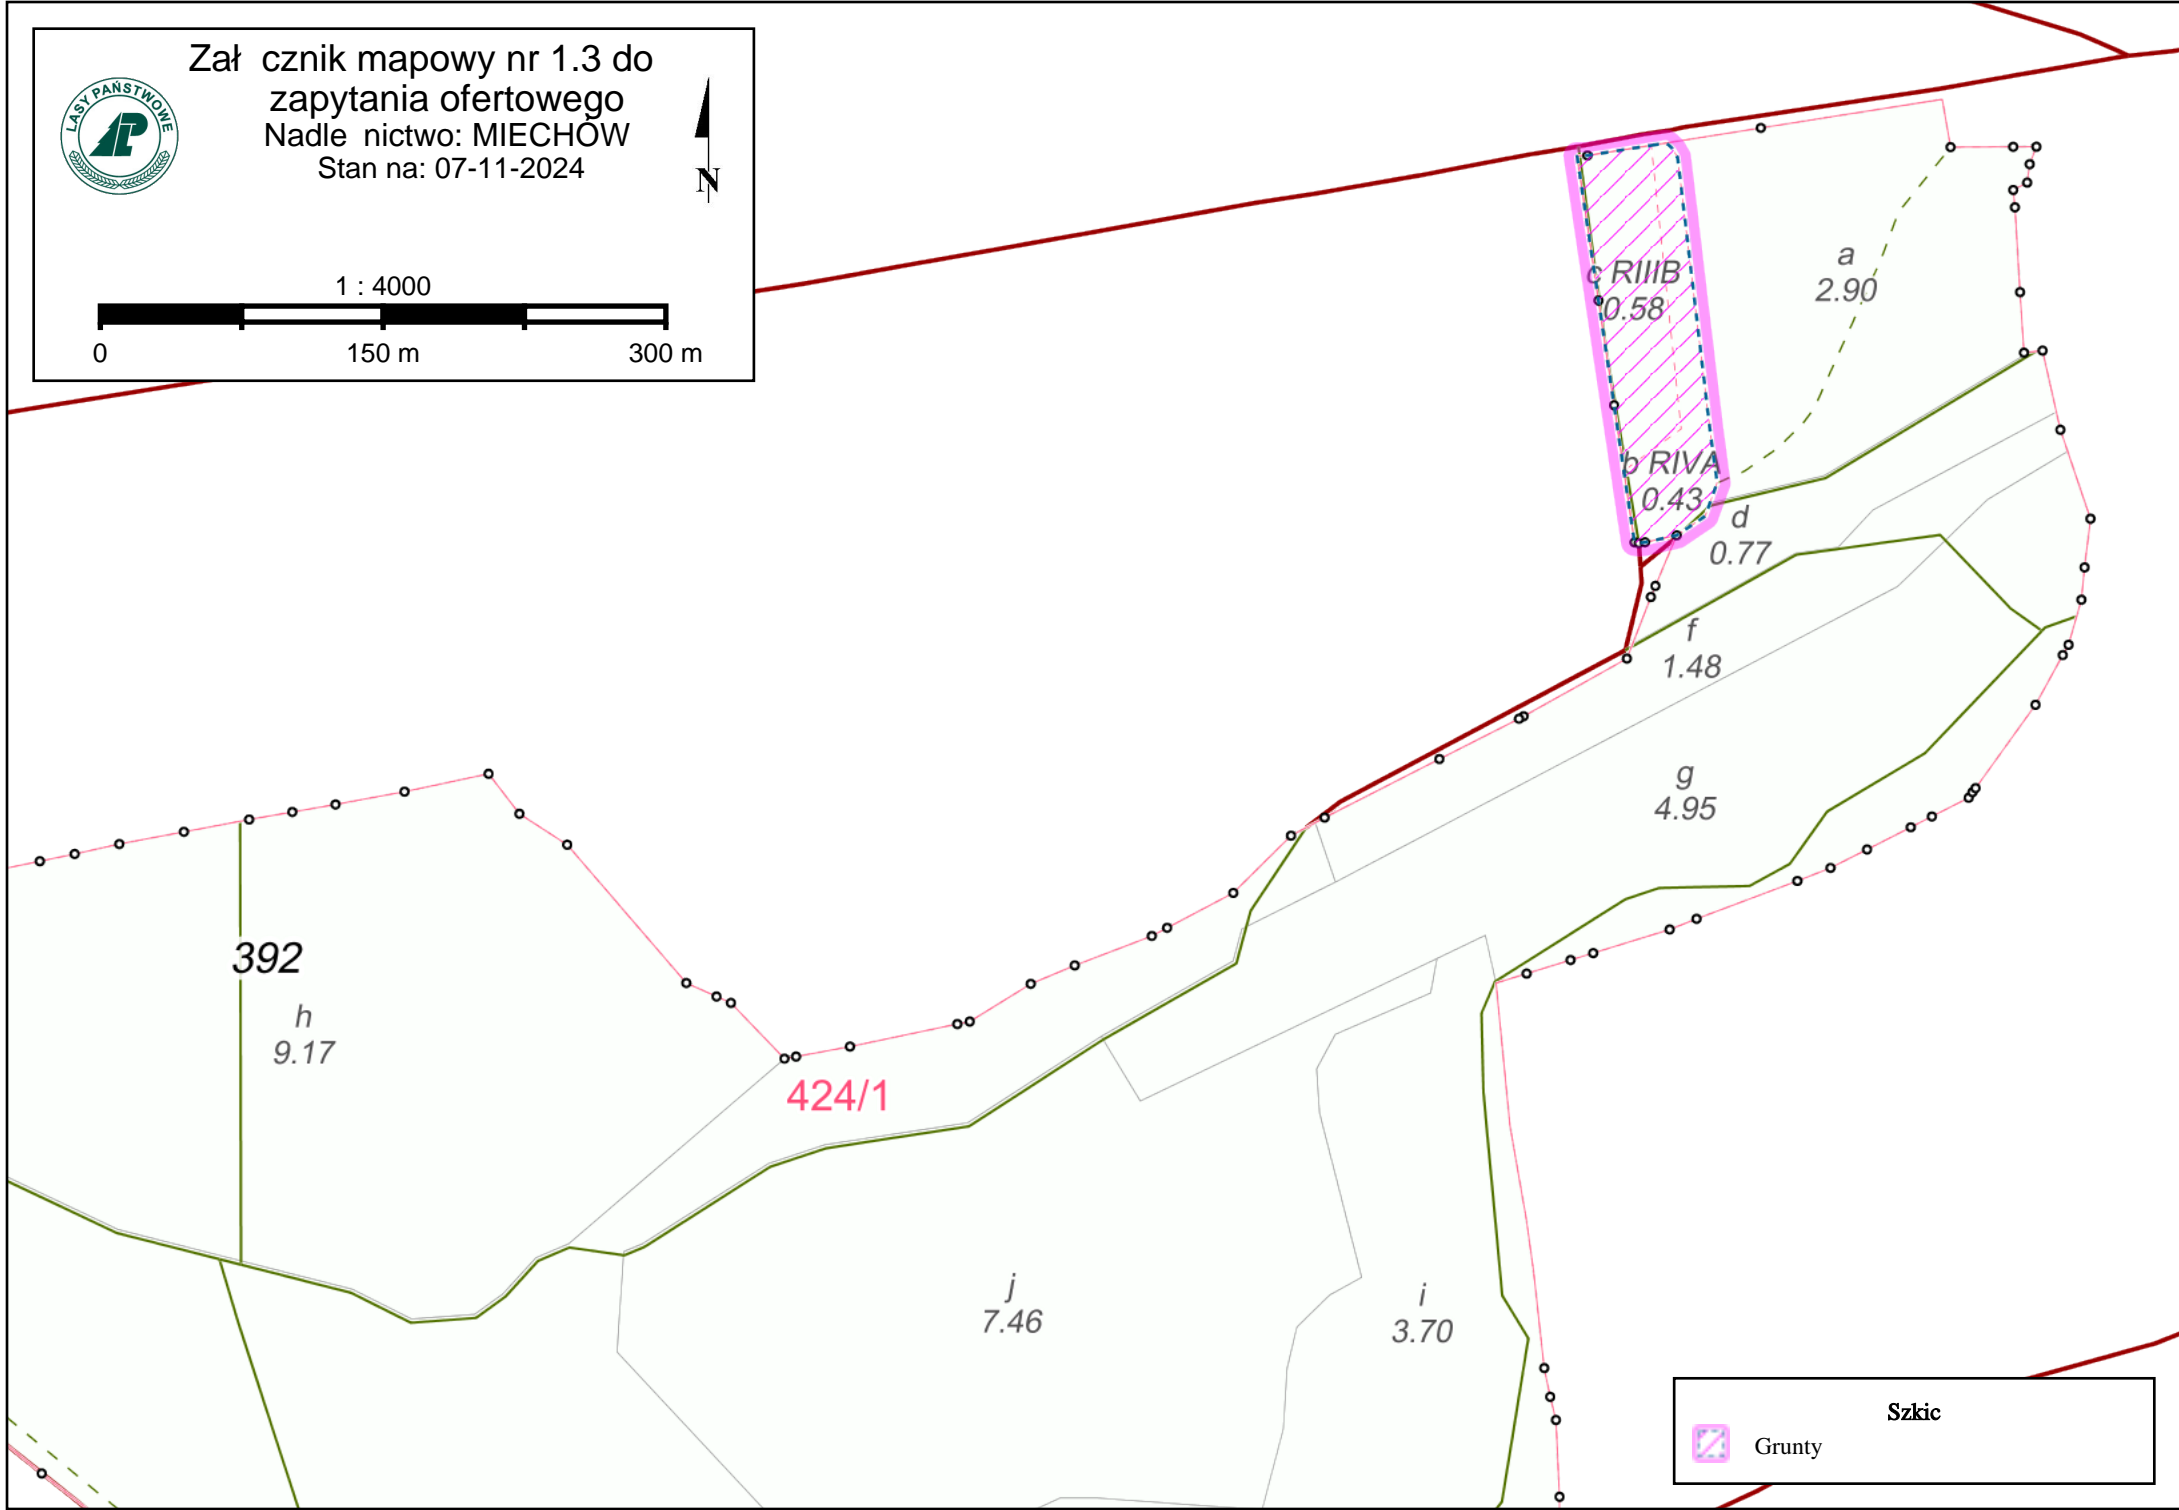 Zał cznik mapowy nr 1.3 do
zapytania ofertowego
Nadle nictwo: MIECHÓW
Stan na: 07-11-2024
LASY PAŃSTWOWE
LP
N
1 : 4000
0 150 m 300 m
c RIIIB
0.58
a
2.90
b RIVA
0.43
d
0.77
f
1.48
g
4.95
392
h
9.17
424/1
j
7.46
i
3.70
Szkic
Grunty